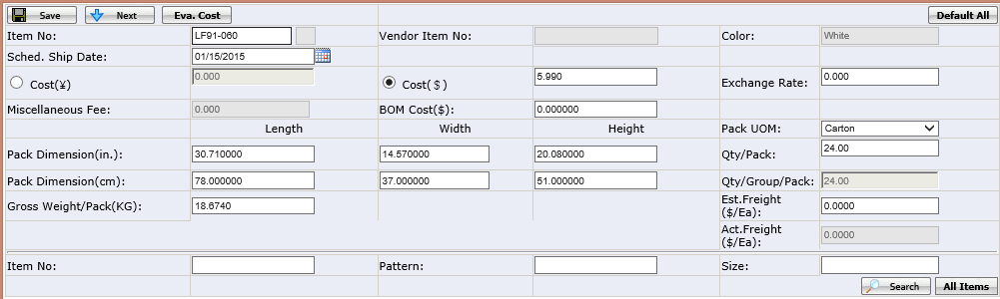 Save Next Eva. Cost Default All
Item No: LF91-060 Vendor Item No: Color: White
Sched. Ship Date: 01/15/2015
Cost(¥) 0.000 Cost($) 5.990 Exchange Rate: 0.000
Miscellaneous Fee: 0.000 BOM Cost($): 0.000000
Length Width Height Pack UOM: Carton
Pack Dimension(in.): 30.710000 14.570000 20.080000 Qty/Pack: 24.00
Pack Dimension(cm): 78.000000 37.000000 51.000000 Qty/Group/Pack: 24.00
Gross Weight/Pack(KG): 18.6740 Est.Freight ($/Ea): 0.0000
Act.Freight ($/Ea): 0.0000
Item No: Pattern: Size:
Search All Items